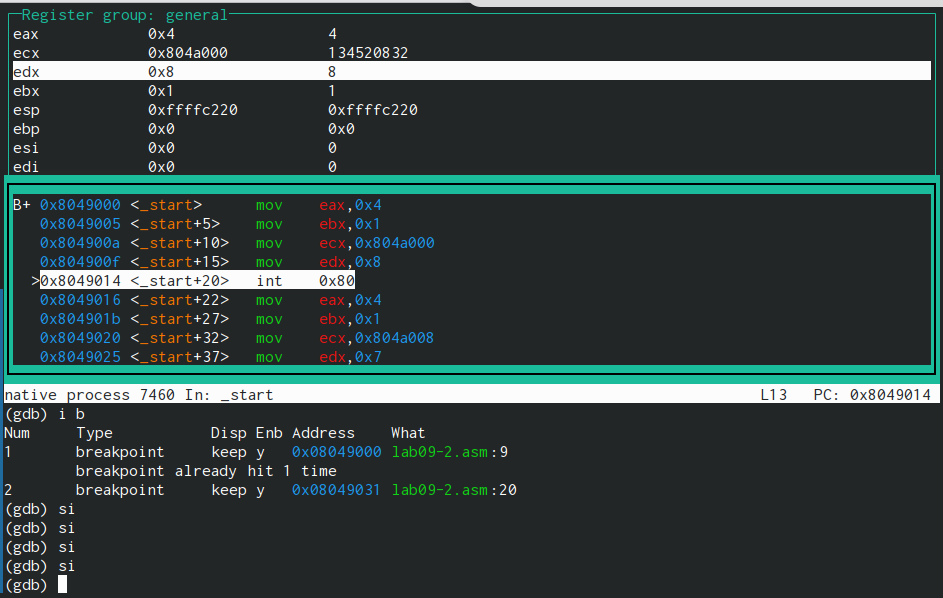 Register group: general
eax 0x4 4
ecx 0x804a000 134520832
edx 0x8 8
ebx 0x1 1
esp 0xffffc220 0xffffc220
ebp 0x0 0x0
esi 0x0 0
edi 0x0 0
B+ 0x8049000 <_start> mov eax,0x4
0x8049005 <_start+5> mov ebx,0x1
0x804900a <_start+10> mov ecx,0x804a000
0x804900f <_start+15> mov edx,0x8
>0x8049014 <_start+20> int 0x80
0x8049016 <_start+22> mov eax,0x4
0x804901b <_start+27> mov ebx,0x1
0x8049020 <_start+32> mov ecx,0x804a008
0x8049025 <_start+37> mov edx,0x7
native process 7460 In: _start L13 PC: 0x8049014
(gdb) i b
Num Type Disp Enb Address What
1 breakpoint keep y 0x08049000 lab09-2.asm:9
breakpoint already hit 1 time
2 breakpoint keep y 0x08049031 lab09-2.asm:20
(gdb) si
(gdb) si
(gdb) si
(gdb) si
(gdb)